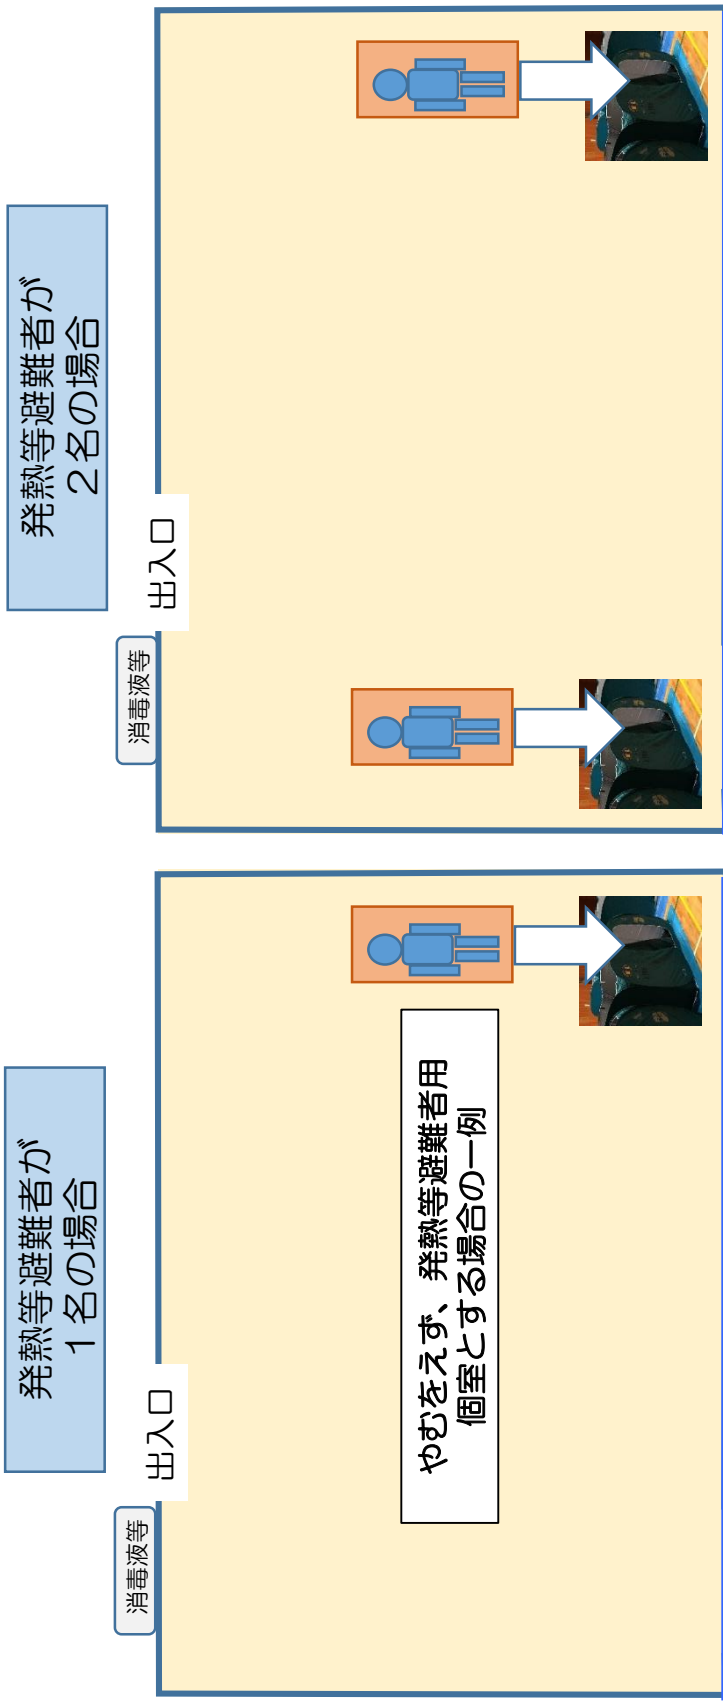 発熱等避難者が
１名の場合
消毒液等
出入口
やむをえず、発熱等避難者用
個室とする場合の一例
発熱等避難者が
２名の場合
消毒液等
出入口